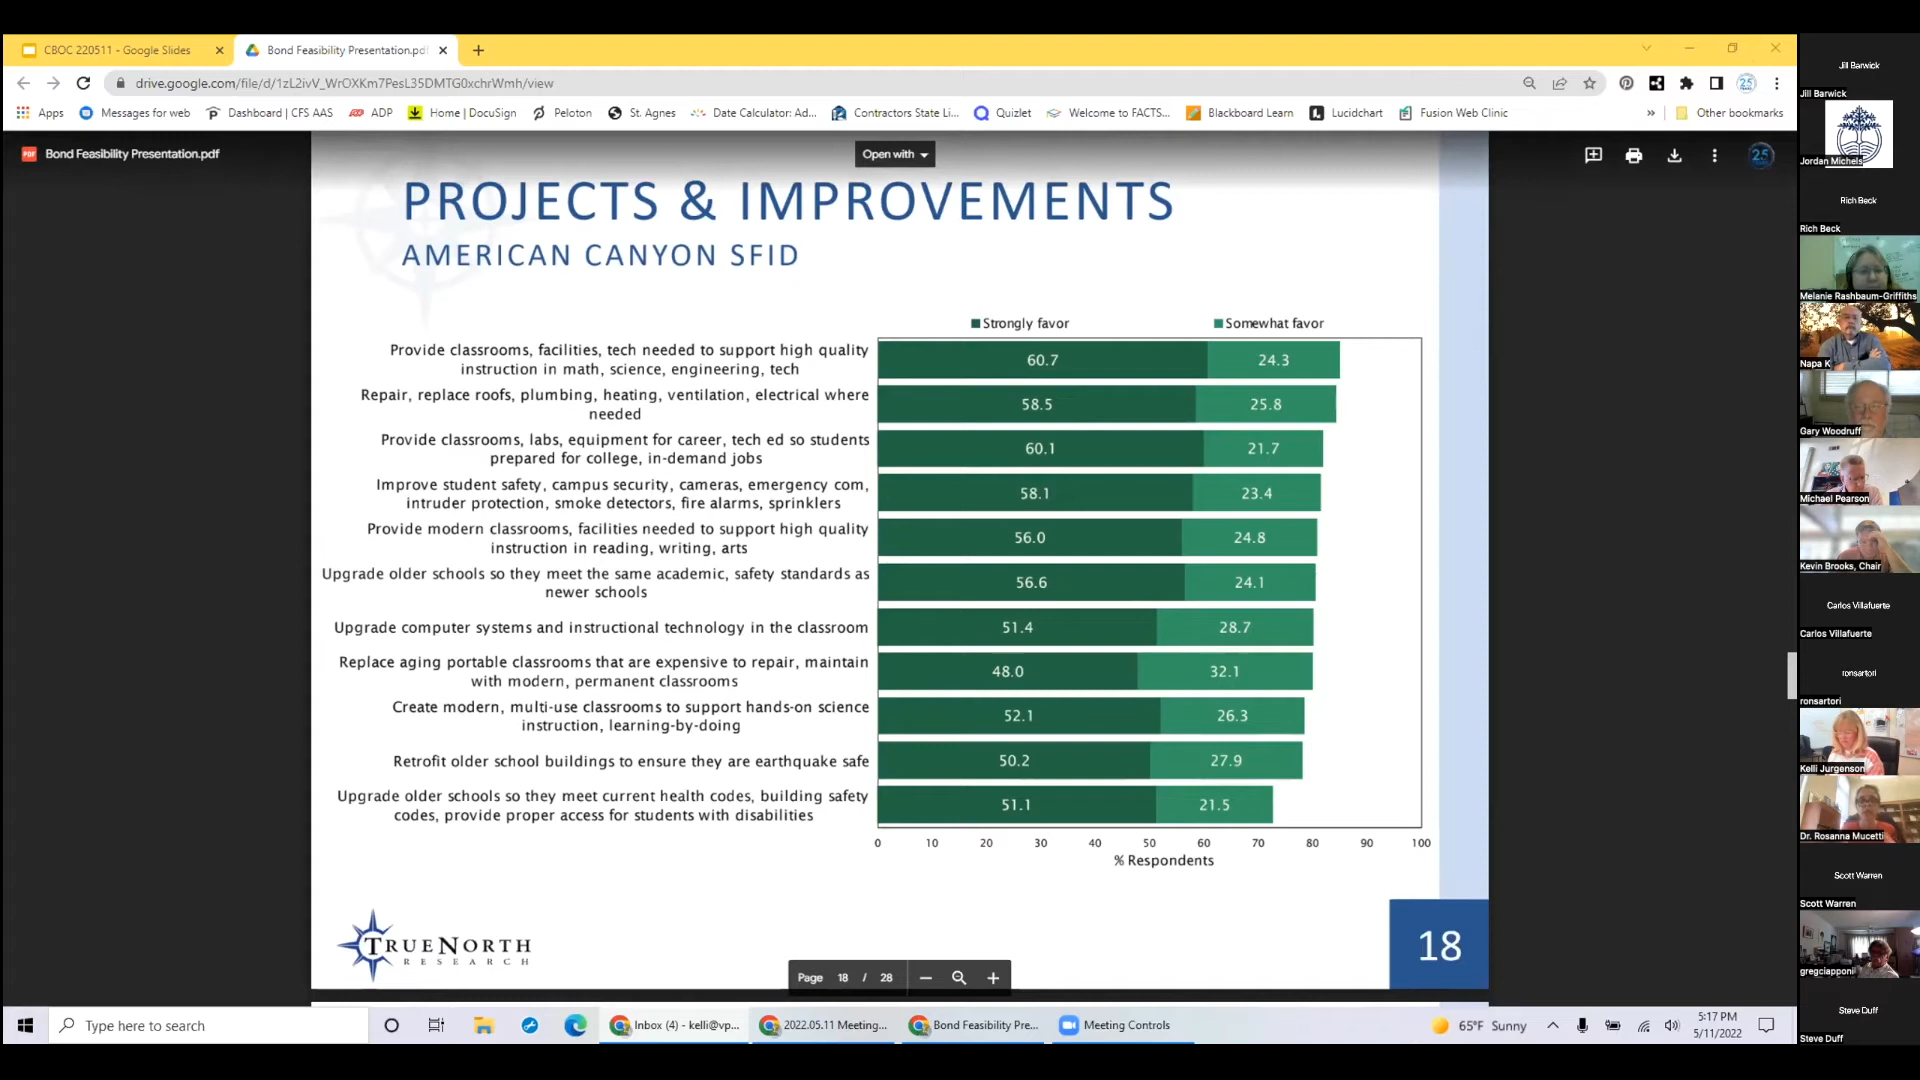 CBOC 220511 - Google Slides
Bond Feasibility Presentation.pdf
drive.google.com/file/d/1zL2ivV_WrOXKm7PesL35DMTG0xchrWmh/view
Apps
Messages for web
Dashboard | CFS AAS
ADP
Home | DocuSign
Peloton
St. Agnes
Date Calculator: Ad...
Contractors State Li...
Quizlet
Welcome to FACTS...
Blackboard Learn
Lucidchart
Fusion Web Clinic
»
Other bookmarks
PDF
Bond Feasibility Presentation.pdf
Open with
25
PROJECTS & IMPROVEMENTS
AMERICAN CANYON SFID
Strongly favor
Somewhat favor
Provide classrooms, facilities, tech needed to support high quality
instruction in math, science, engineering, tech
60.7
24.3
Repair, replace roofs, plumbing, heating, ventilation, electrical where
needed
58.5
25.8
Provide classrooms, labs, equipment for career, tech ed so students
prepared for college, in-demand jobs
60.1
21.7
Improve student safety, campus security, cameras, emergency com,
intruder protection, smoke detectors, fire alarms, sprinklers
58.1
23.4
Provide modern classrooms, facilities needed to support high quality
instruction in reading, writing, arts
56.0
24.8
Upgrade older schools so they meet the same academic, safety standards as
newer schools
56.6
24.1
Upgrade computer systems and instructional technology in the classroom
51.4
28.7
Replace aging portable classrooms that are expensive to repair, maintain
with modern, permanent classrooms
48.0
32.1
Create modern, multi-use classrooms to support hands-on science
instruction, learning-by-doing
52.1
26.3
Retrofit older school buildings to ensure they are earthquake safe
50.2
27.9
Upgrade older schools so they meet current health codes, building safety
codes, provide proper access for students with disabilities
51.1
21.5
0 10 20 30 40 50 60 70 80 90 100
% Respondents
TRUENORTH
RESEARCH
18
Page 18 / 28
Type here to search
Inbox (4) - kelli@vp...
2022.05.11 Meeting...
Bond Feasibility Pre...
Meeting Controls
65°F Sunny
5:17 PM
5/11/2022
Jill Barwick
Jill Barwick
Jordan Michels
Rich Beck
Rich Beck
Melanie Rashbaum-Griffiths
Napa K
Gary Woodruff
Michael Pearson
Kevin Brooks, Chair
Carlos Villafuerte
Carlos Villafuerte
ronsartori
ronsartori
Kelli Jurgenson
Dr. Rosanna Mucetti
Scott Warren
Scott Warren
gregciapponi
Steve Duff
Steve Duff